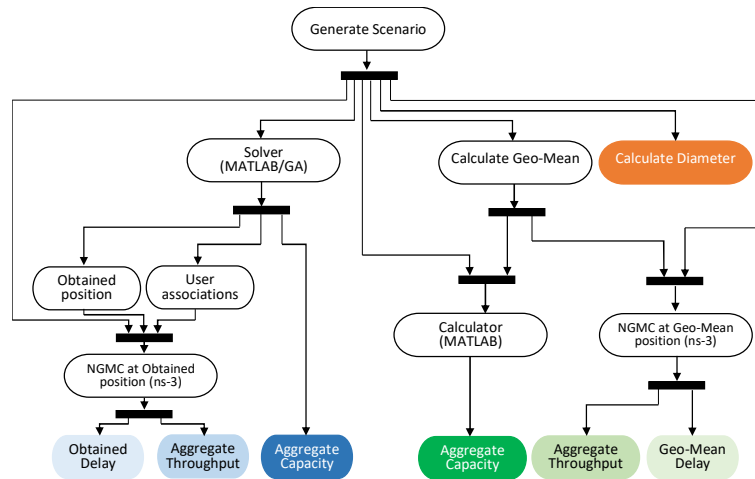 Generate Scenario
Solver
(MATLAB/GA)
Calculate Geo-Mean
Calculate Diameter
Obtained
position
User
associations
Calculator
(MATLAB)
NGMC at Geo-Mean
position (ns-3)
NGMC at Obtained
position (ns-3)
Obtained
Delay
Aggregate
Throughput
Aggregate
Capacity
Aggregate
Capacity
Aggregate
Throughput
Geo-Mean
Delay